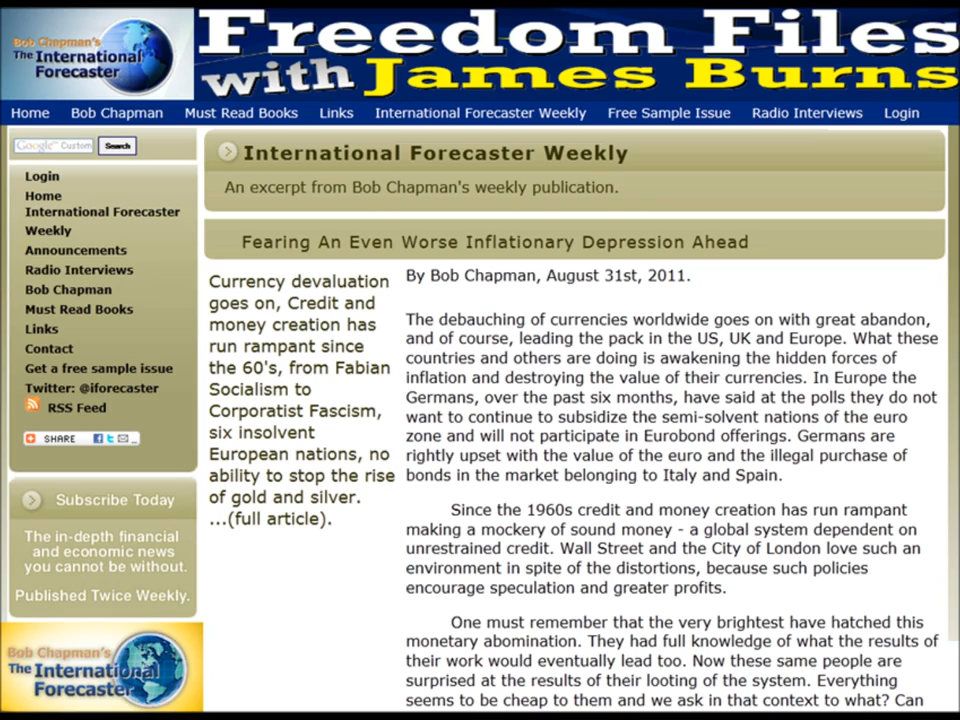 Bob Chapman's
The International
Forecaster
Freedom Files
with James Burns
Home Bob Chapman Must Read Books Links International Forecaster Weekly Free Sample Issue Radio Interviews Login
Google™ Custom Search
Login
Home
International Forecaster
Weekly
Announcements
Radio Interviews
Bob Chapman
Must Read Books
Links
Contact
Get a free sample issue
Twitter: @iforecaster
RSS Feed
SHARE
Subscribe Today
The in-depth financial
and economic news
you cannot be without.
Published Twice Weekly.
Bob Chapman's
The International
Forecaster
International Forecaster Weekly
An excerpt from Bob Chapman's weekly publication.
Fearing An Even Worse Inflationary Depression Ahead
Currency devaluation
goes on, Credit and
money creation has
run rampant since
the 60's, from Fabian
Socialism to
Corporatist Fascism,
six insolvent
European nations, no
ability to stop the rise
of gold and silver.
...(full article).
By Bob Chapman, August 31st, 2011.
The debauching of currencies worldwide goes on with great abandon,
and of course, leading the pack in the US, UK and Europe. What these
countries and others are doing is awakening the hidden forces of
inflation and destroying the value of their currencies. In Europe the
Germans, over the past six months, have said at the polls they do not
want to continue to subsidize the semi-solvent nations of the euro
zone and will not participate in Eurobond offerings. Germans are
rightly upset with the value of the euro and the illegal purchase of
bonds in the market belonging to Italy and Spain.
Since the 1960s credit and money creation has run rampant
making a mockery of sound money - a global system dependent on
unrestrained credit. Wall Street and the City of London love such an
environment in spite of the distortions, because such policies
encourage speculation and greater profits.
One must remember that the very brightest have hatched this
monetary abomination. They had full knowledge of what the results of
their work would eventually lead too. Now these same people are
surprised at the results of their looting of the system. Everything
seems to be cheap to them and we ask in that context to what? Can